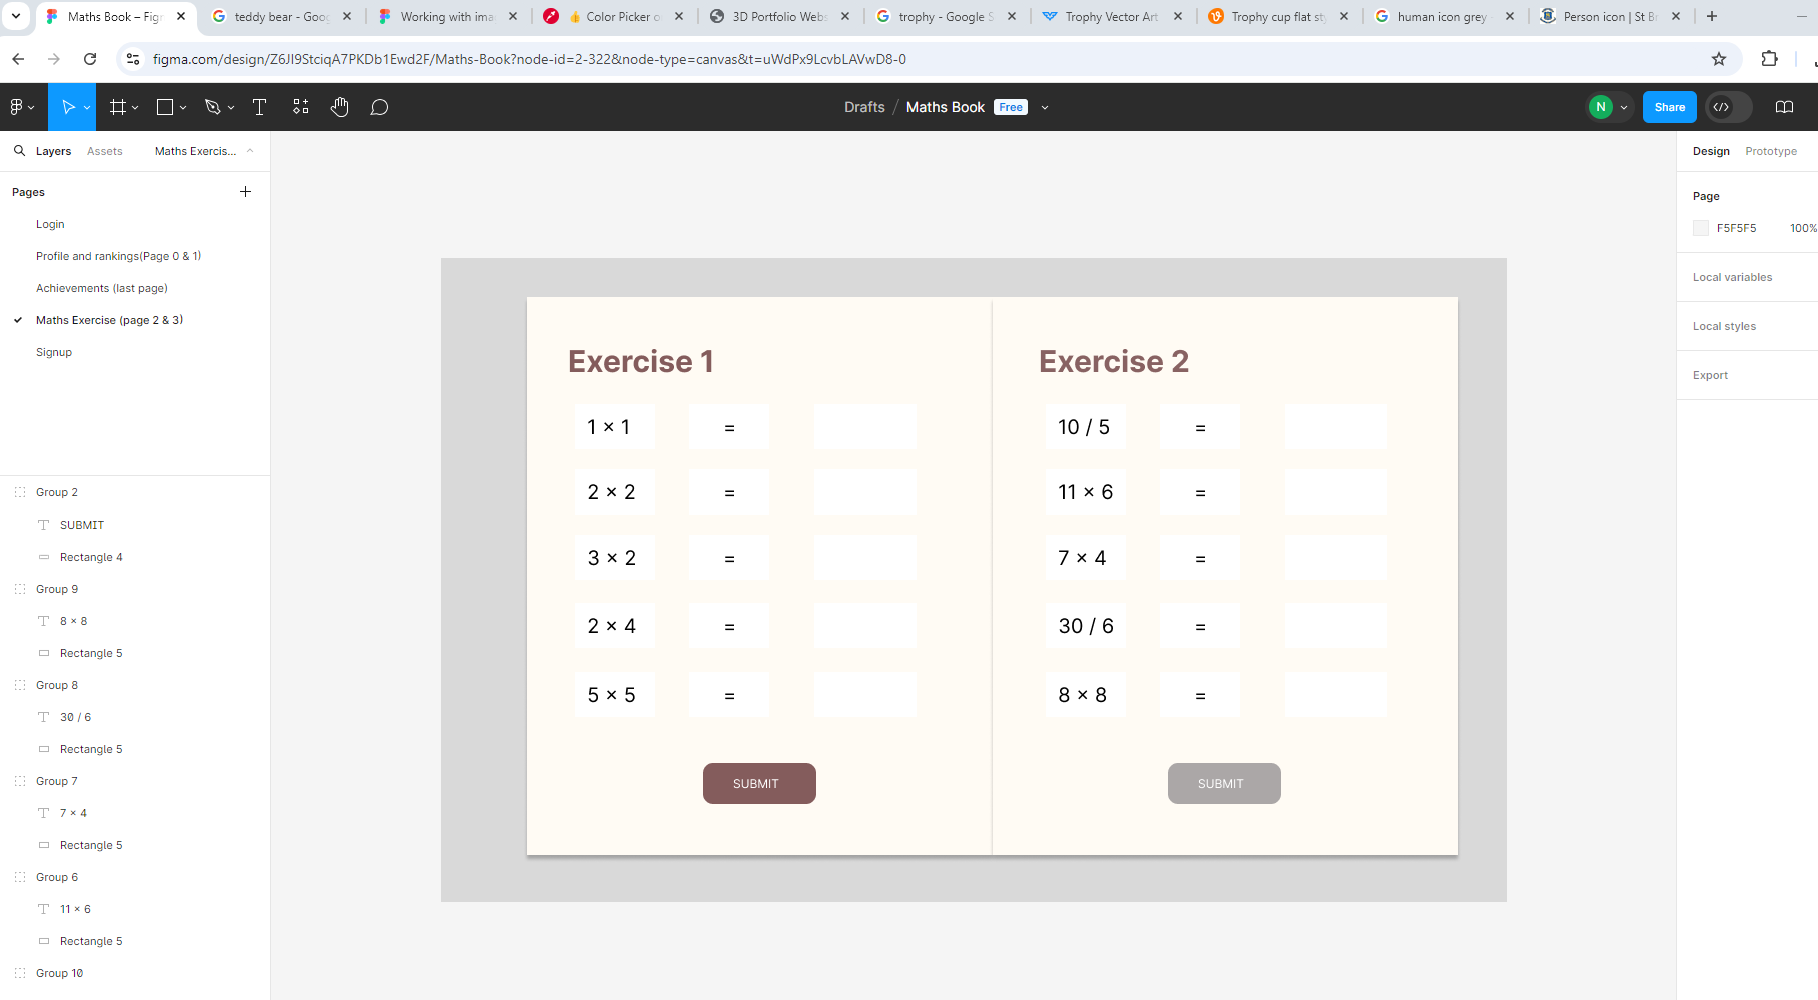 Maths Book – Fig
teddy bear - Goo
Working with ima
Color Picker o
3D Portfolio Webs
trophy - Google S
Trophy Vector Art
Trophy cup flat st
human icon grey
Person icon | St Br
figma.com/design/Z6JI9StciqA7PKDb1Ewd2F/Maths-Book?node-id=2-322&node-type=canvas&t=uWdPx9LcvbLAVwD8-0
Drafts / Maths Book Free
N
Share
Layers Assets Maths Exercis...
Design Prototype
Pages
Login
Profile and rankings(Page 0 & 1)
Achievements (last page)
Maths Exercise (page 2 & 3)
Signup
Group 2
SUBMIT
Rectangle 4
Group 9
8 × 8
Rectangle 5
Group 8
30 / 6
Rectangle 5
Group 7
7 × 4
Rectangle 5
Group 6
11 × 6
Rectangle 5
Group 10
Exercise 1
1 × 1 =
2 × 2 =
3 × 2 =
2 × 4 =
5 × 5 =
SUBMIT
Exercise 2
10 / 5 =
11 × 6 =
7 × 4 =
30 / 6 =
8 × 8 =
SUBMIT
Page
F5F5F5 100%
Local variables
Local styles
Export